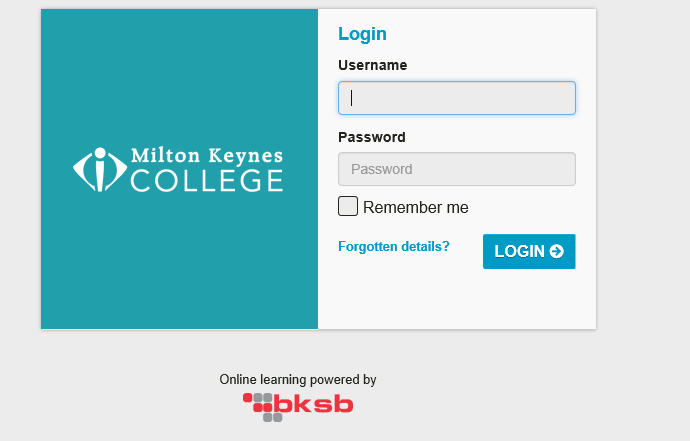 Login
Username
Milton Keynes
COLLEGE
Password
Password
Remember me
Forgotten details?
LOGIN
Online learning powered by
bksb